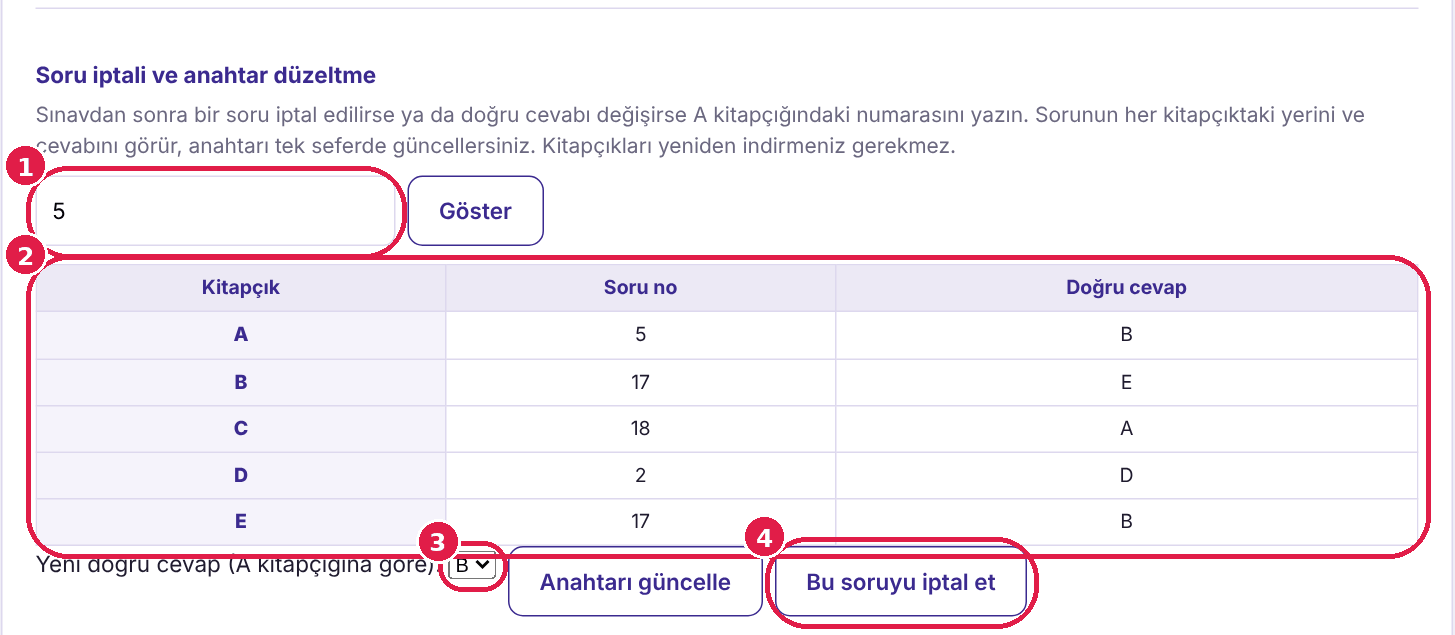 Soru iptali ve anahtar düzeltme
Sınavdan sonra bir soru iptal edilirse ya da doğru cevabı değişirse A kitapçığındaki numarasını yazın. Sorunun her kitapçıktaki yerini ve
cevabını görür, anahtarı tek seferde güncellersiniz. Kitapçıkları yeniden indirmeniz gerekmez.
1
5 Göster
2
Kitapçık Soru no Doğru cevap
A 5 B
B 17 E
C 18 A
D 2 D
E 17 B
3 4
Yeni doğru cevap (A kitapçığına göre): B
Anahtarı güncelle Bu soruyu iptal et